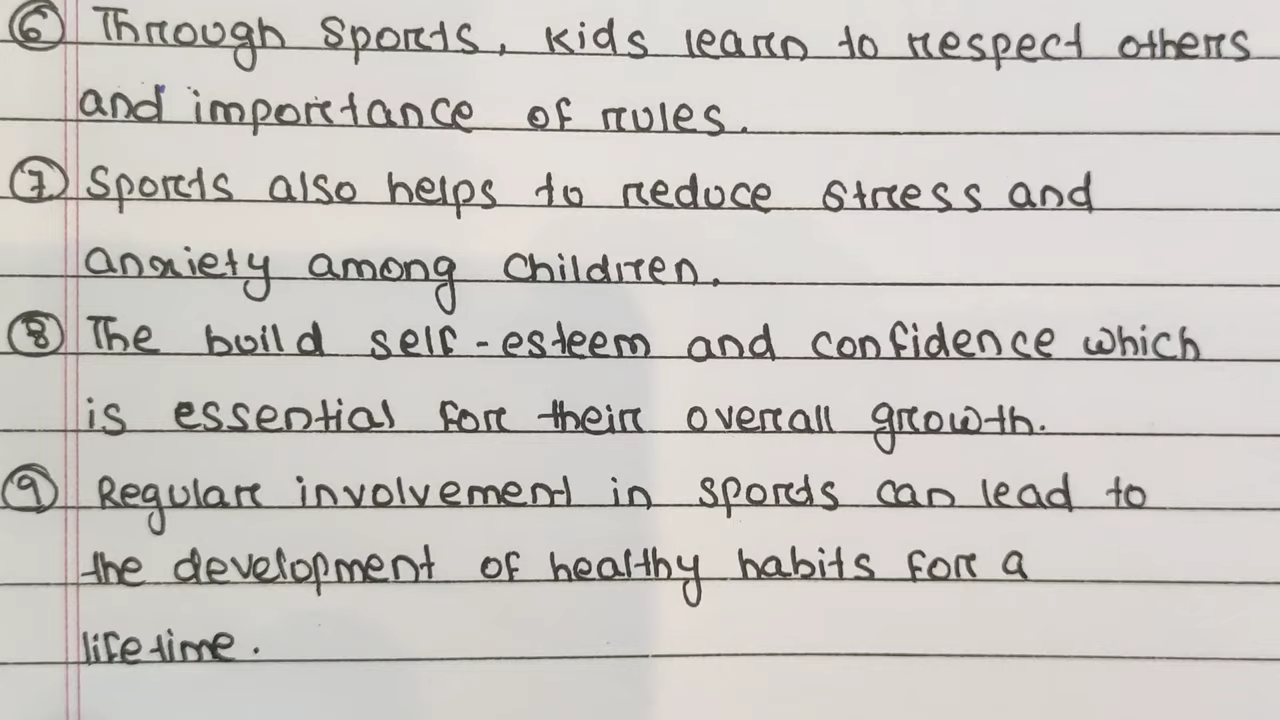 ⑥ Through Sports, kids learn to respect others
and importance of rules.
⑦ Sports also helps to reduce stress and
anxiety among children.
⑧ The build self-esteem and confidence which
is essential for their overall growth.
⑨ Regular involvement in sports can lead to
the development of healthy habits for a
lifetime.